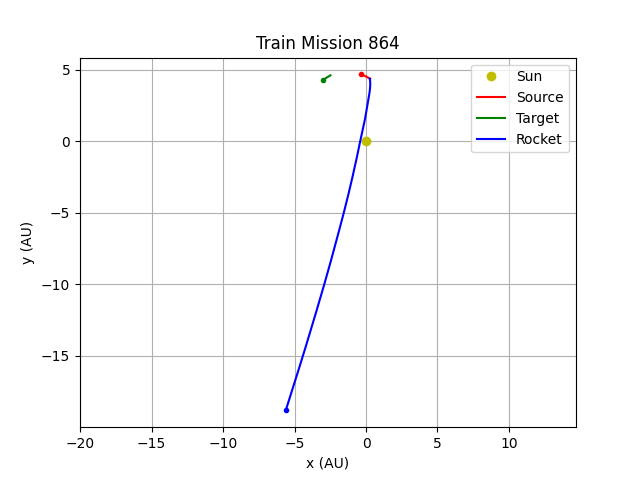 Train Mission 864
Sun
Source
Target
Rocket
5
0
−5
−10
−15
y (AU)
−20
−15
−10
−5
0
5
10
x (AU)